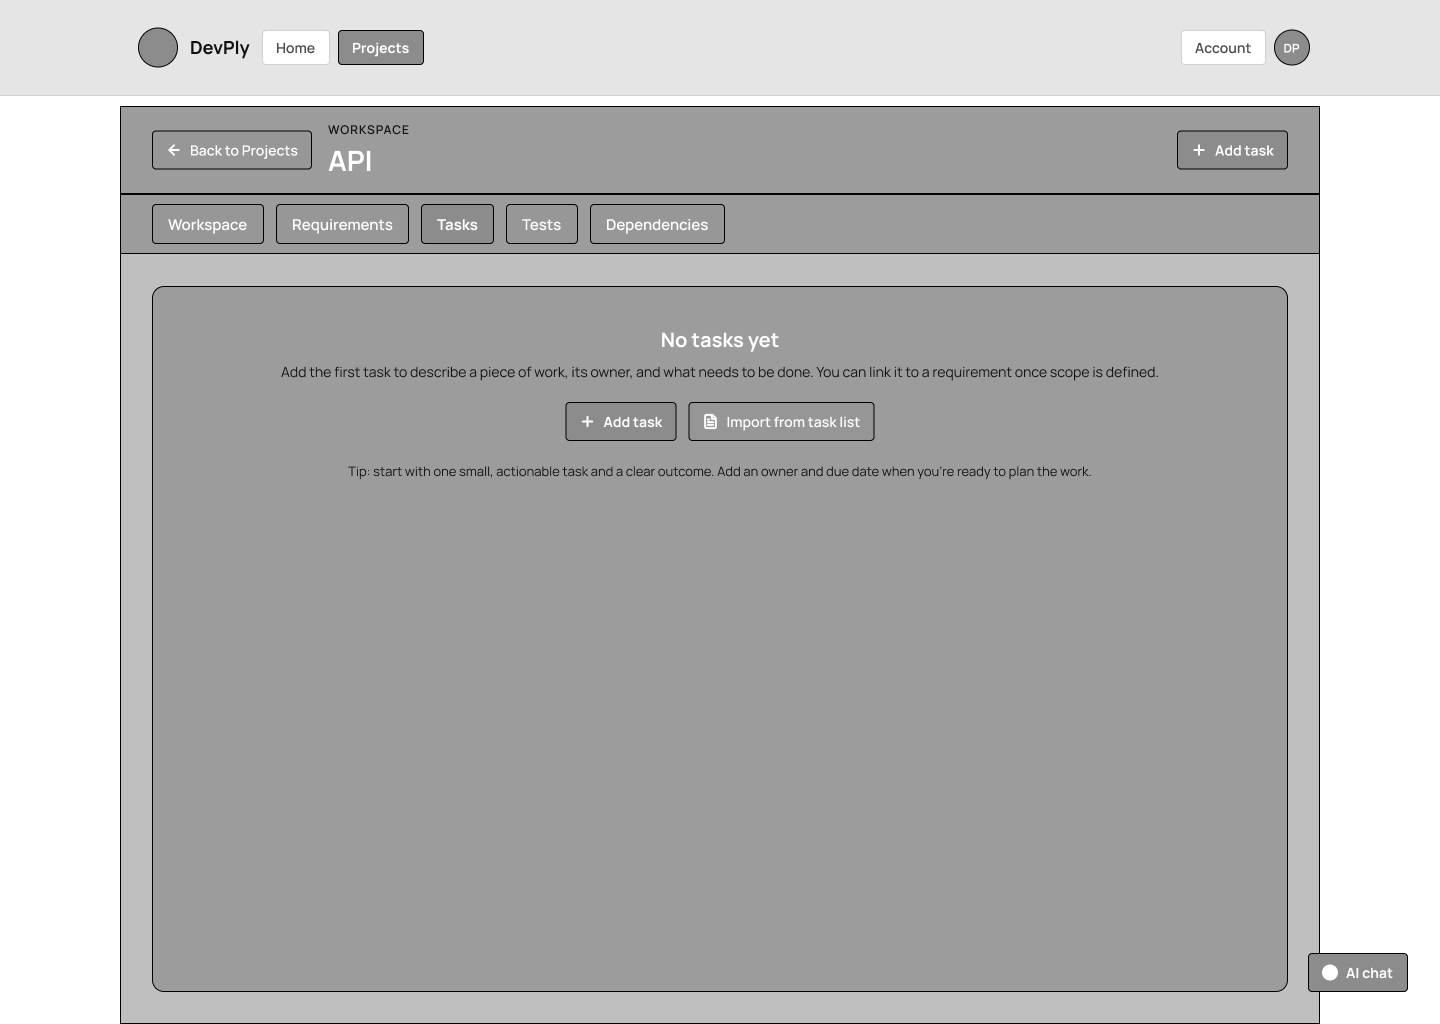 DevPly
Home
Projects
Account
DP
Back to Projects
WORKSPACE
API
Add task
Workspace
Requirements
Tasks
Tests
Dependencies
No tasks yet
Add the first task to describe a piece of work, its owner, and what needs to be done. You can link it to a requirement once scope is defined.
Add task
Import from task list
Tip: start with one small, actionable task and a clear outcome. Add an owner and due date when you're ready to plan the work.
AI chat